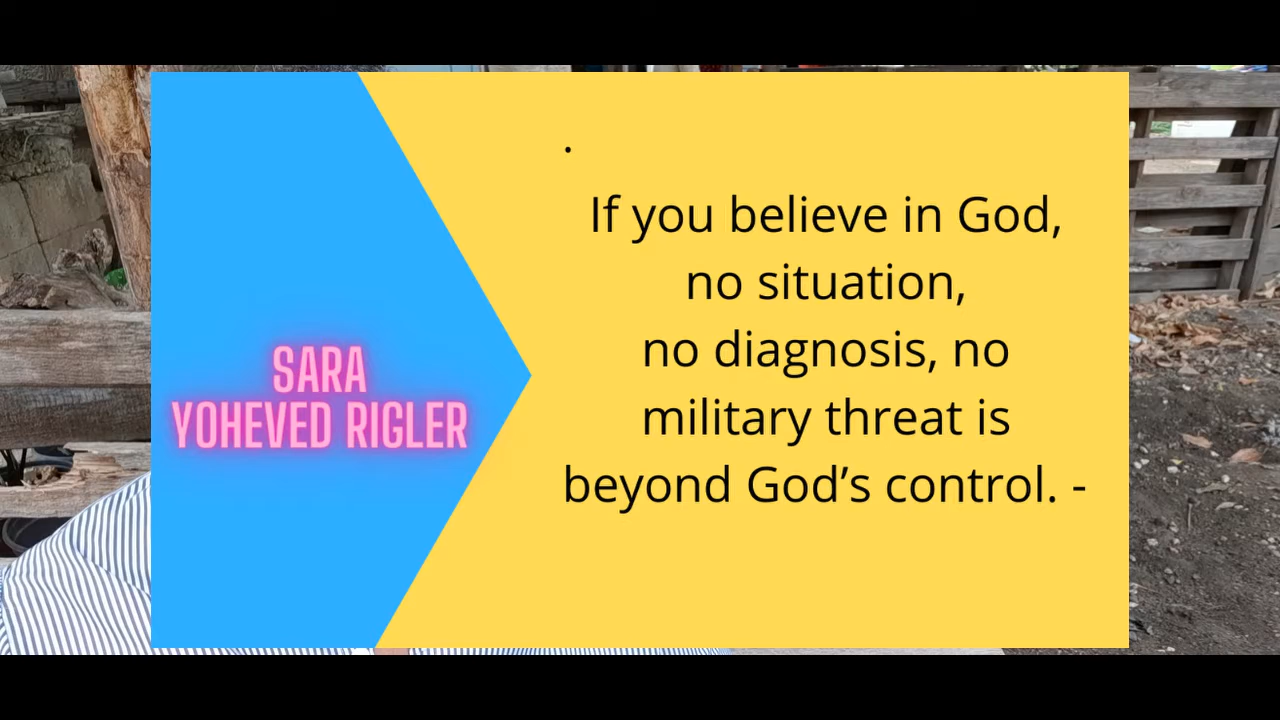 SARA
YOHEVED RIGLER
.
If you believe in God,
no situation,
no diagnosis, no
military threat is
beyond God’s control. -